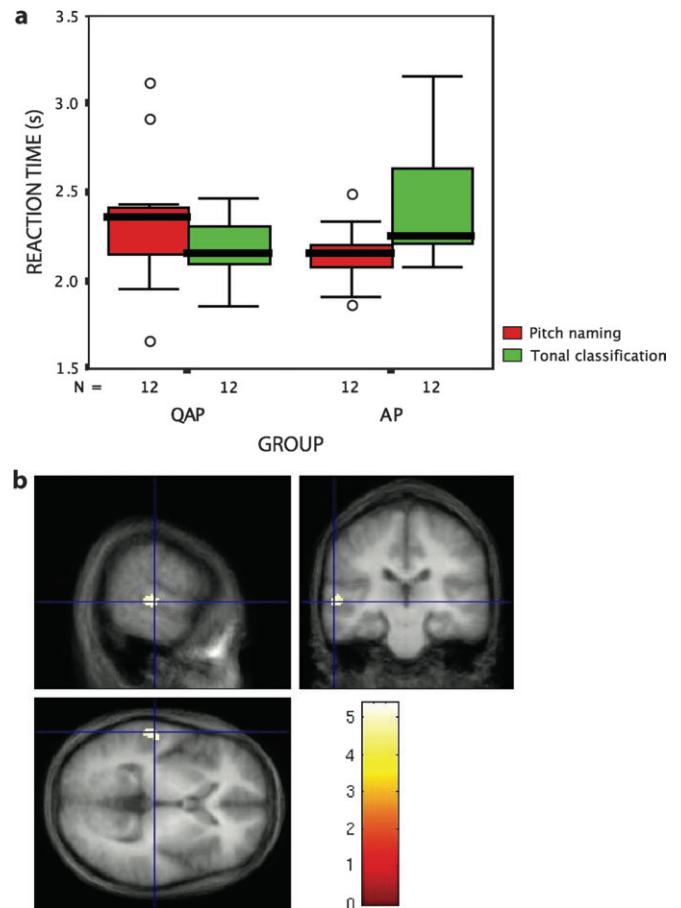 a
3.5
3.0
2.5
2.0
1.5
REACTION TIME (s)
N = 12 12 12 12
QAP AP
GROUP
Pitch naming
Tonal classification
b
5
4
3
2
1
0